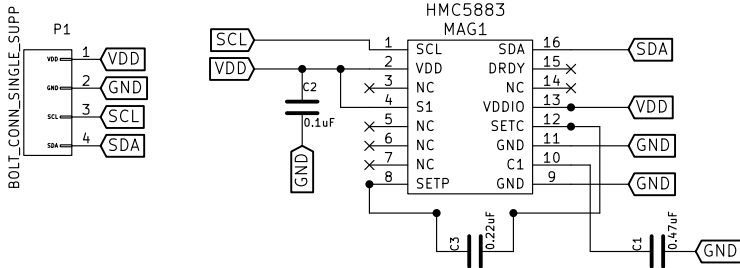 BOLT_CONN_SINGLE_SUPP
P1
VDD 1 VDD
GND 2 GND
SCL 3 SCL
SDA 4 SDA
HMC5883
MAG1
SCL 1 SCL SDA 16 SDA
VDD 2 VDD DRDY 15
3 NC NC 14
C2
0.1uF
GND
4 S1 VDDIO 13 VDD
5 NC SETC 12
6 NC GND 11 GND
7 NC C1 10
8 SETP GND 9 GND
C3 0.22uF
C1 0.47uF GND